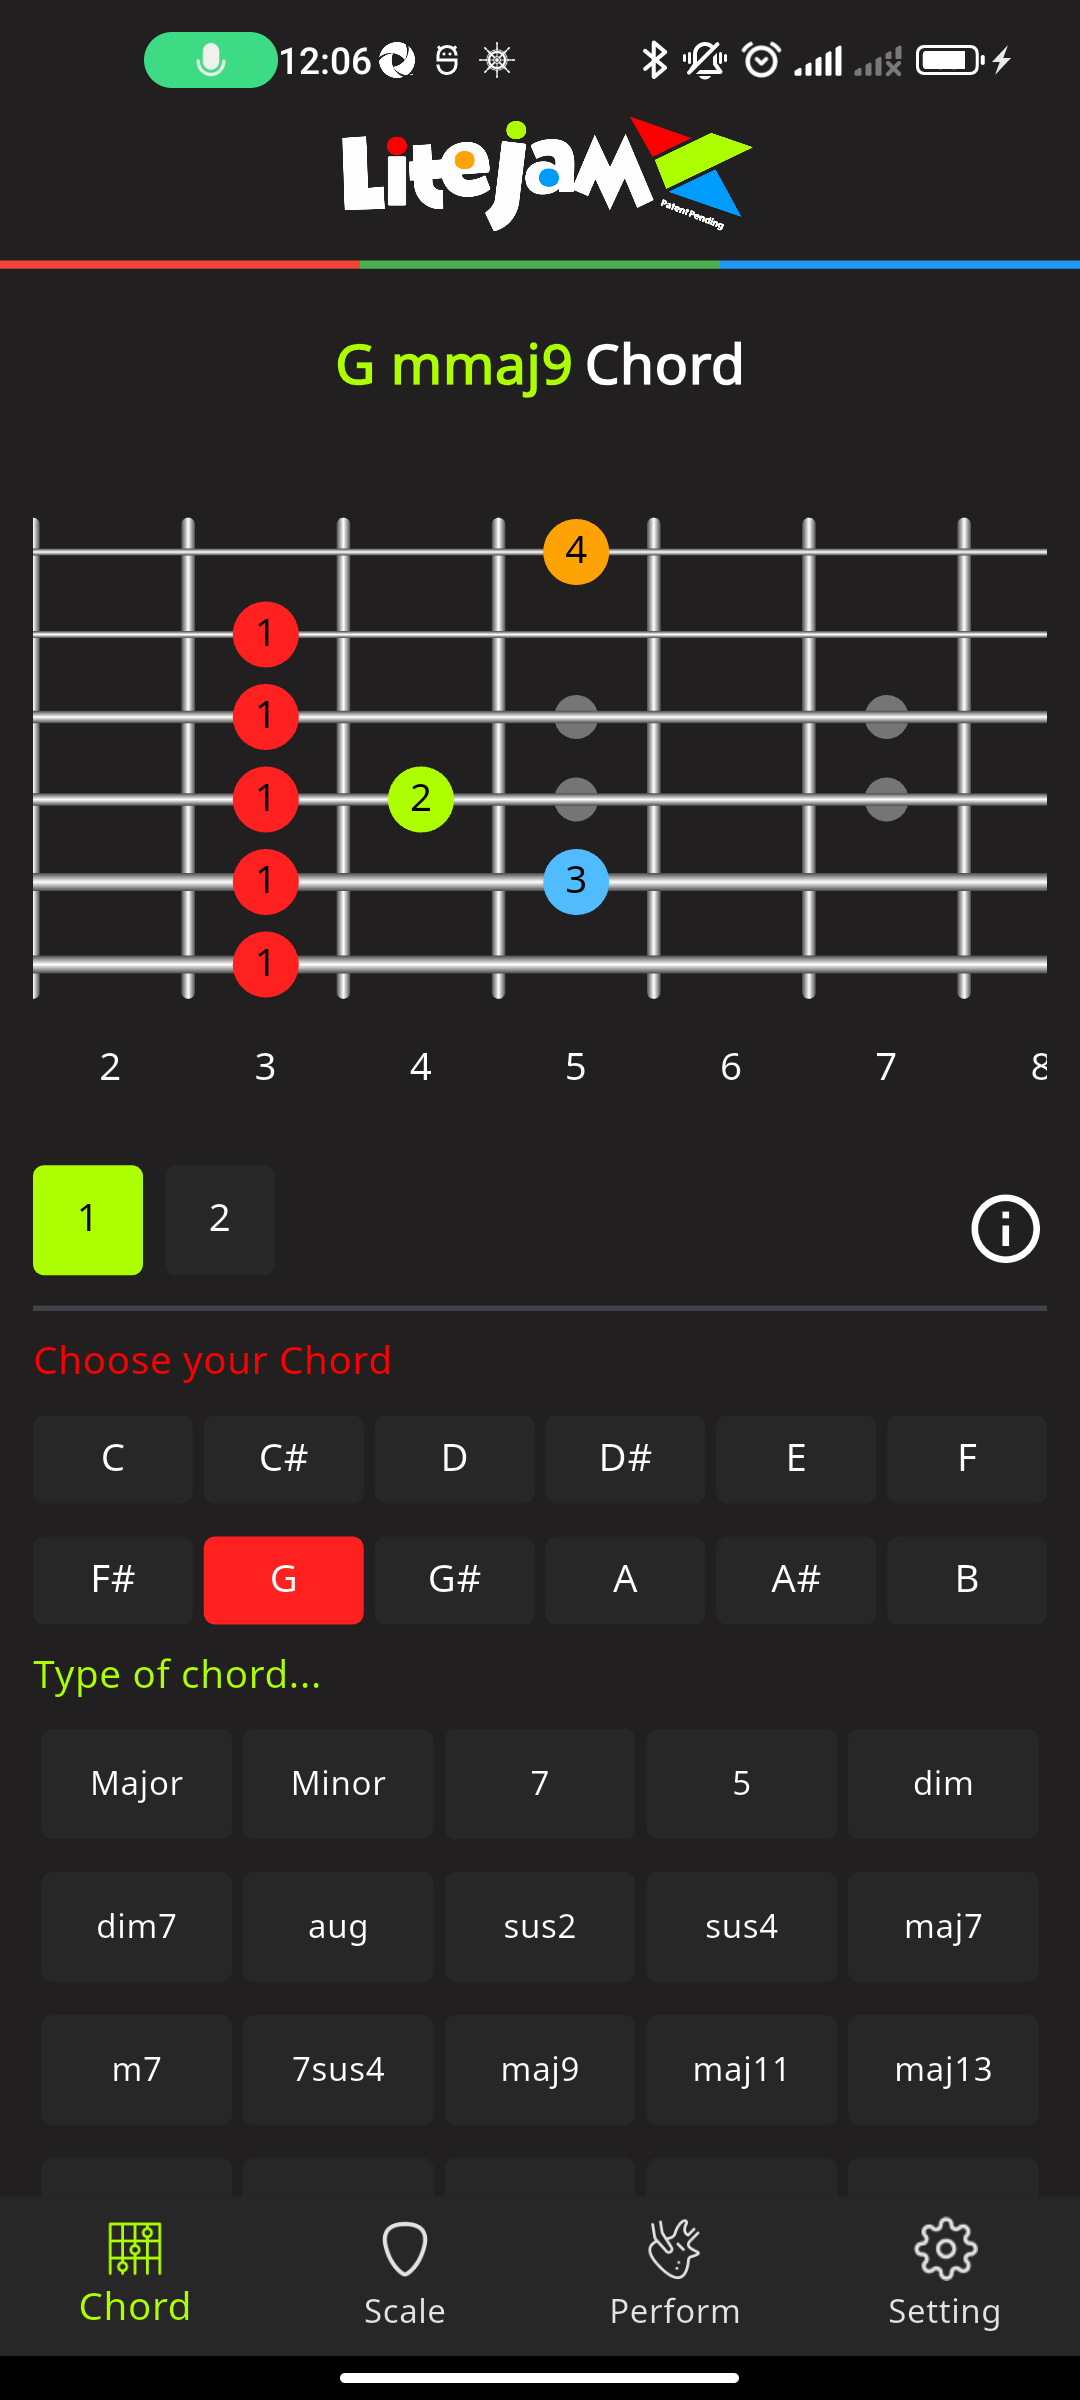 12:06
Litejam
Patent Pending
G mmaj9 Chord
4
1
1
1 2
1 3
1
2 3 4 5 6 7 8
1 2
Choose your Chord
C C# D D# E F
F# G G# A A# B
Type of chord...
Major Minor 7 5 dim
dim7 aug sus2 sus4 maj7
m7 7sus4 maj9 maj11 maj13
Chord Scale Perform Setting